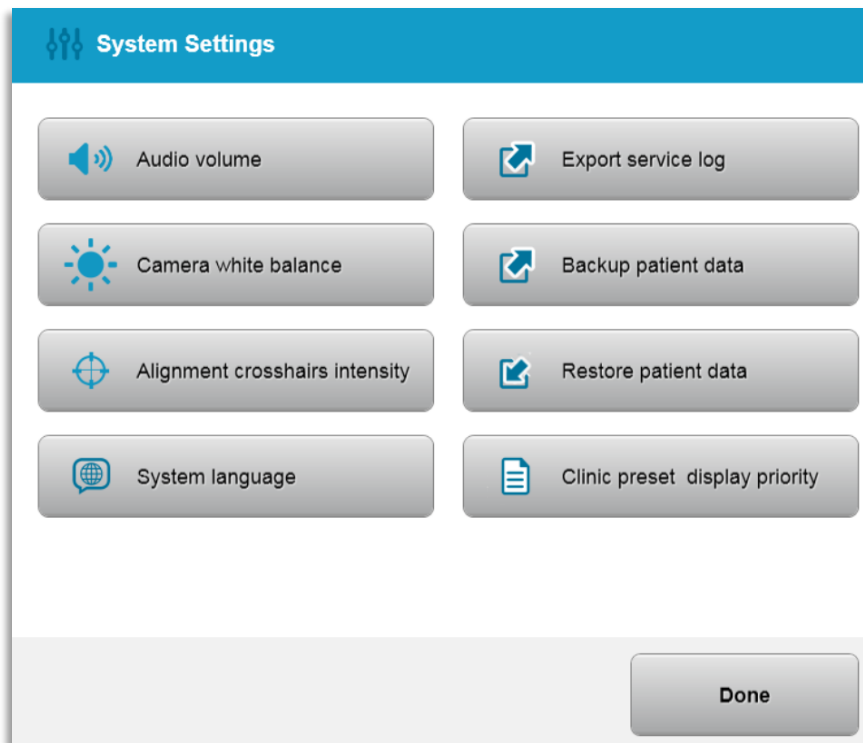 System Settings
Audio volume
Export service log
Camera white balance
Backup patient data
Alignment crosshairs intensity
Restore patient data
System language
Clinic preset  display priority
Done